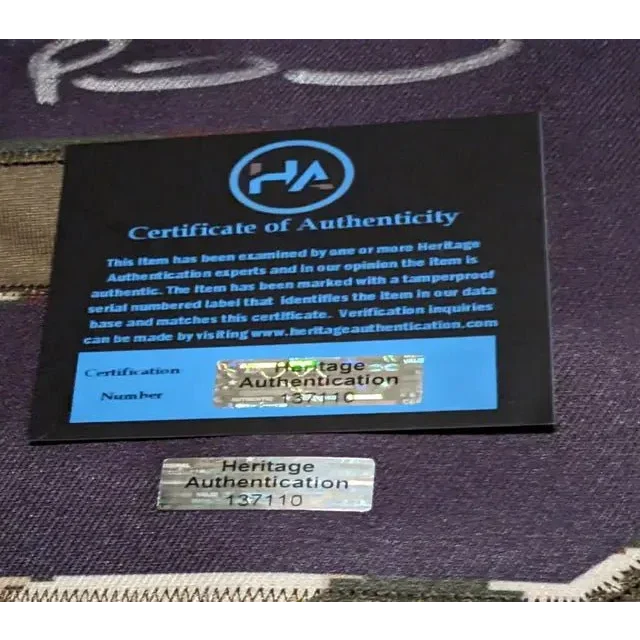 HA
Certificate of Authenticity
This item has been examined by one or more Heritage
Authentication experts and in our opinion the item is
authentic. The item has been marked with a tamperproof
serial numbered label that identifies the item in our data
base and matches this certificate. Verification inquiries
can be made by visiting www.heritageauthentication.com
Certification
Number
Heritage
Authentication
137110
VALID
Heritage
Authentication
137110